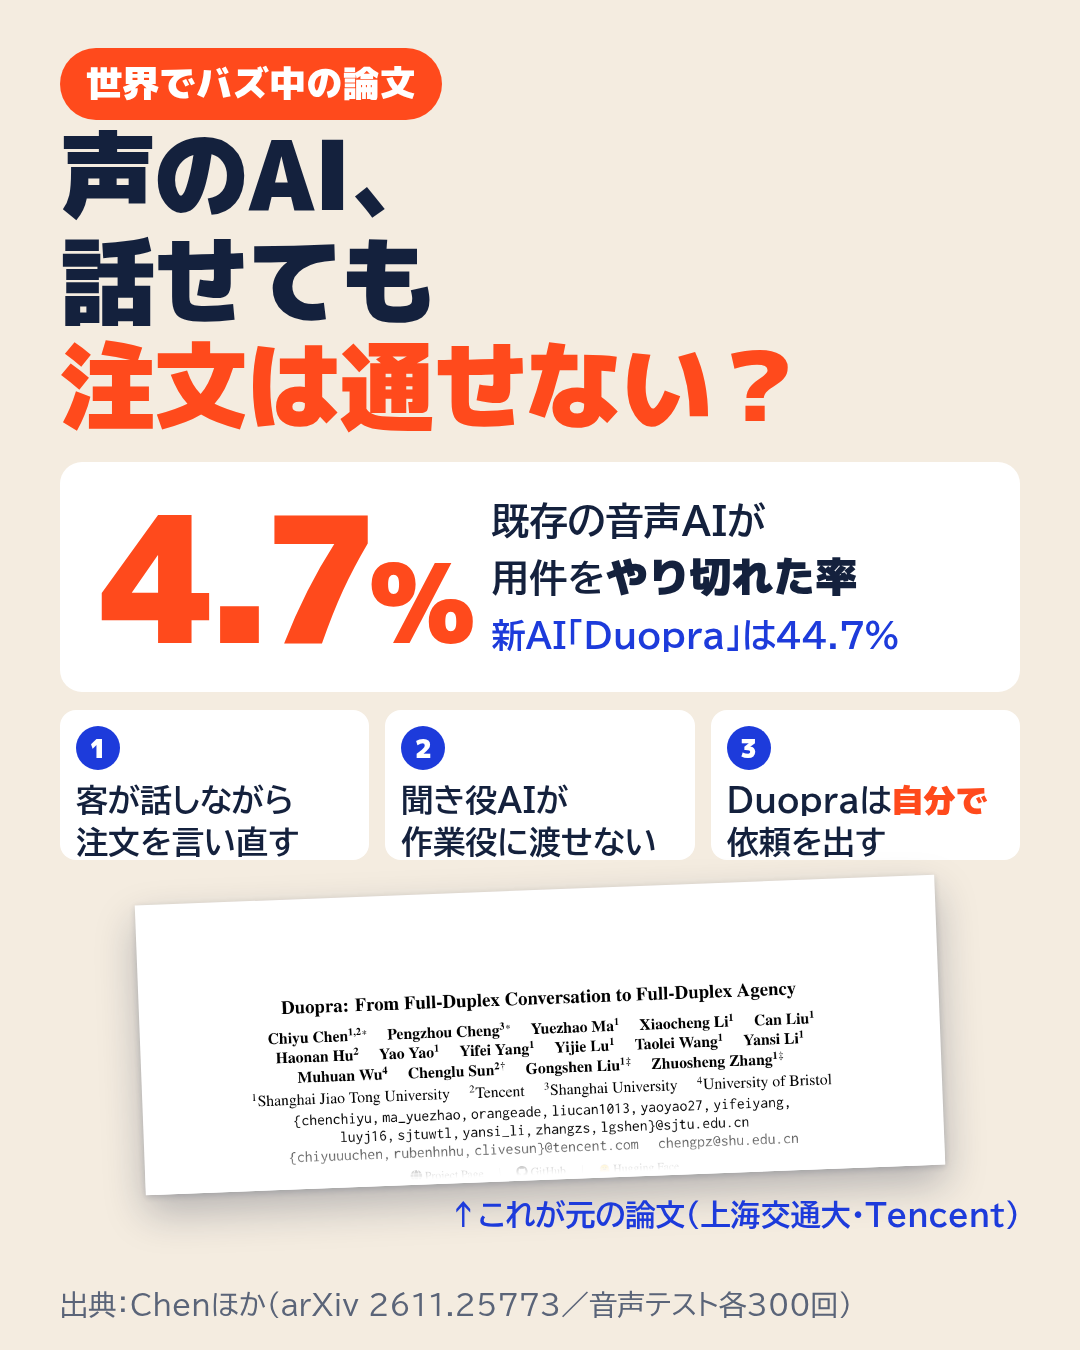 世界でバズ中の論文
声のAI、
話せても
注文は通せない？
4.7%
既存の音声AIが
用件をやり切れた率
新AI「Duopra」は44.7%
1
客が話しながら
注文を言い直す
2
聞き役AIが
作業役に渡せない
3
Duopraは自分で
依頼を出す
Duopra: From Full-Duplex Conversation to Full-Duplex Agency
Chiyu Chen1,2* Pengzhou Cheng3* Yuezhao Ma1 Xiaocheng Li1 Can Liu1
Haonan Hu2 Yao Yao1 Yifei Yang1 Yijie Lu1 Taolei Wang1 Yansi Li1
Muhuan Wu4 Chenglu Sun2† Gongshen Liu1‡ Zhuosheng Zhang1‡
1Shanghai Jiao Tong University 2Tencent 3Shanghai University 4University of Bristol
{chenchiyu, ma_yuezhao, orangeade, liucan1013, yaoyao27, yifeiyang,
luyj16, sjtuwtl, yansi_li, zhangzs, lgshen}@sjtu.edu.cn
{chiyuuuchen, rubenhnhu, clivesun}@tencent.com chengpz@shu.edu.cn
Project Page GitHub Hugging Face
↑これが元の論文（上海交通大・Tencent）
出典：Chenほか（arXiv 2611.25773／音声テスト各300回）